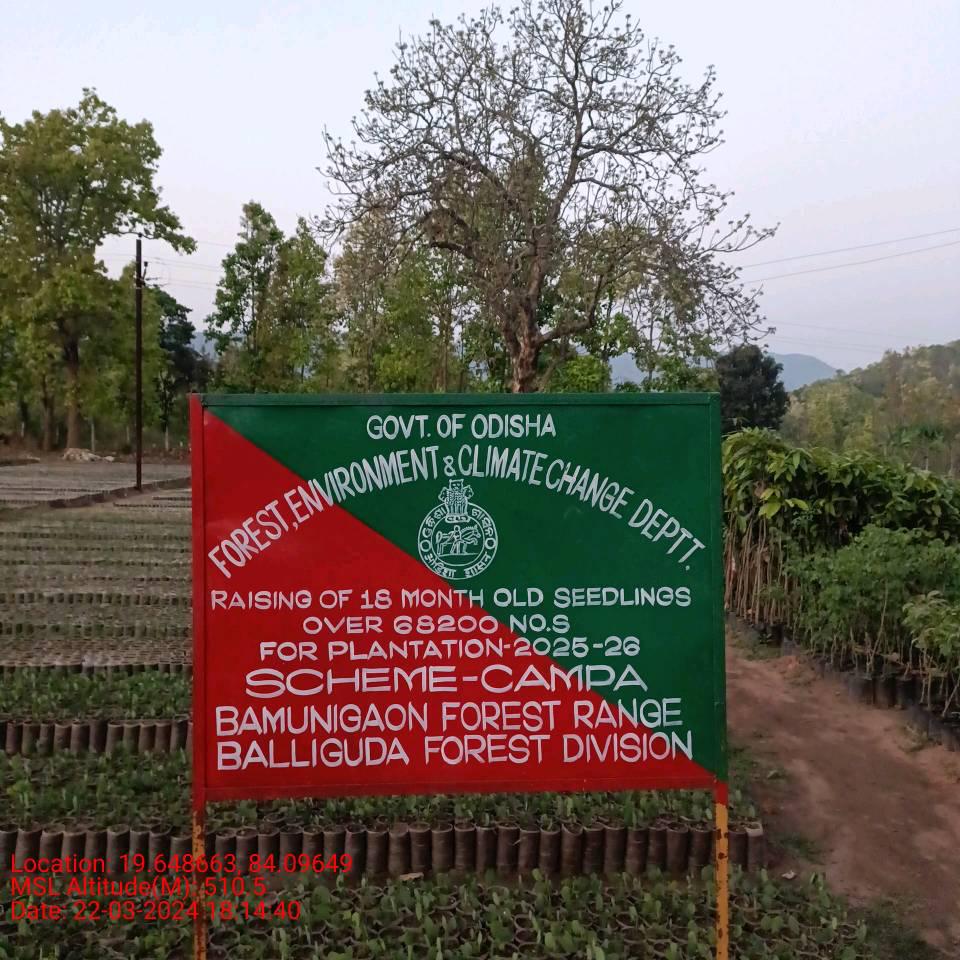 GOVT. OF ODISHA
FOREST, ENVIRONMENT & CLIMATE CHANGE DEPTT.
RAISING OF 18 MONTH OLD SEEDLINGS
OVER 68200 NO.S
FOR PLANTATION-2025-26
SCHEME-CAMPA
BAMUNIGAON FOREST RANGE
BALLIGUDA FOREST DIVISION
Location: 19.648663, 84.09649
MSL Altitude(M): 510.5
Date: 22-03-2024 18:14:40